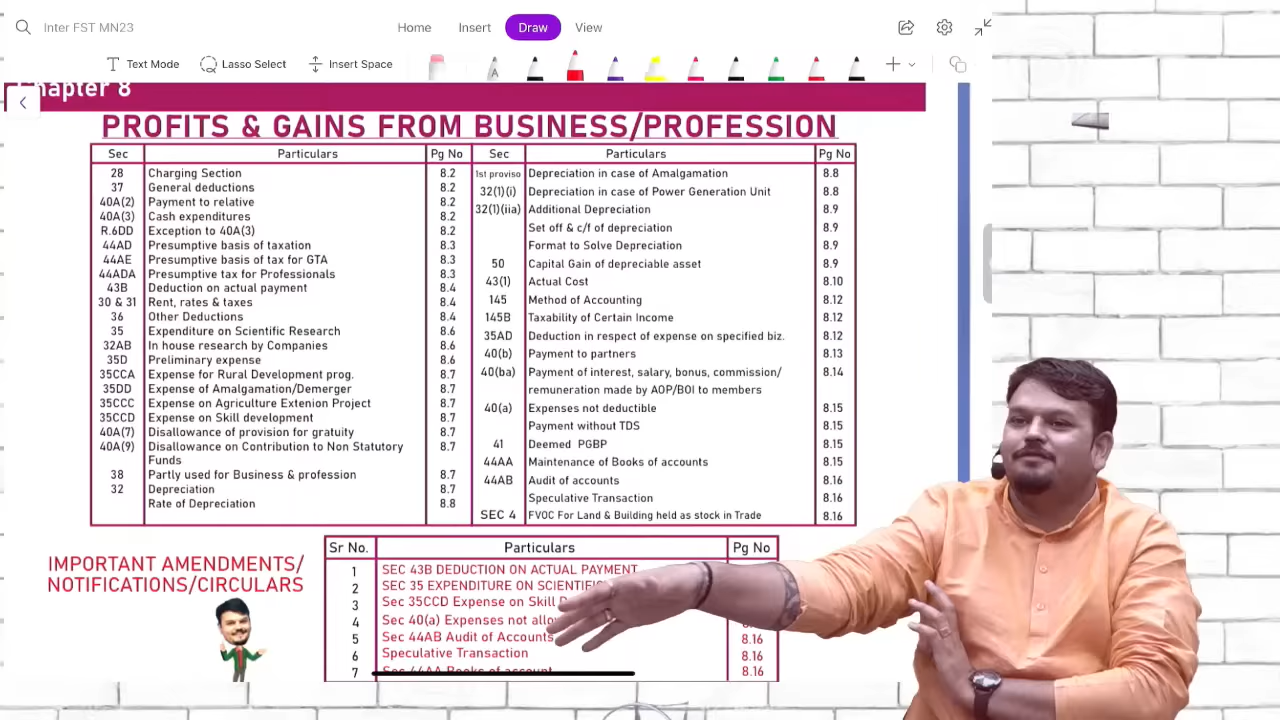 Inter FST MN23
Home Insert Draw View
Text Mode Lasso Select Insert Space
A
hapter 8
PROFITS & GAINS FROM BUSINESS/PROFESSION
Sec Particulars Pg No
28 Charging Section 8.2
37 General deductions 8.2
40A(2) Payment to relative 8.2
40A(3) Cash expenditures 8.2
R.6DD Exception to 40A(3) 8.2
44AD Presumptive basis of taxation 8.3
44AE Presumptive basis of tax for GTA 8.3
44ADA Presumptive tax for Professionals 8.3
43B Deduction on actual payment 8.4
30 & 31 Rent, rates & taxes 8.4
36 Other Deductions 8.4
35 Expenditure on Scientific Research 8.6
32AB In house research by Companies 8.6
35D Preliminary expense 8.6
35CCA Expense for Rural Development prog. 8.7
35DD Expense of Amalgamation/Demerger 8.7
35CCC Expense on Agriculture Extenion Project 8.7
35CCD Expense on Skill development 8.7
40A(7) Disallowance of provision for gratuity 8.7
40A(9) Disallowance on Contribution to Non Statutory 8.7
Funds
38 Partly used for Business & profession 8.7
32 Depreciation 8.7
Rate of Depreciation 8.8
Sec Particulars Pg No
1st proviso Depreciation in case of Amalgamation 8.8
32(1)(i) Depreciation in case of Power Generation Unit 8.8
32(1)(iia) Additional Depreciation 8.9
Set off & c/f of depreciation 8.9
Format to Solve Depreciation 8.9
50 Capital Gain of depreciable asset 8.9
43(1) Actual Cost 8.10
145 Method of Accounting 8.12
145B Taxability of Certain Income 8.12
35AD Deduction in respect of expense on specified biz. 8.12
40(b) Payment to partners 8.13
40(ba) Payment of interest, salary, bonus, commission/ 8.14
remuneration made by AOP/BOI to members
40(a) Expenses not deductible 8.15
Payment without TDS 8.15
41 Deemed PGBP 8.15
44AA Maintenance of Books of accounts 8.15
44AB Audit of accounts 8.16
Speculative Transaction 8.16
SEC 4 FVOC For Land & Building held as stock in Trade 8.16
IMPORTANT AMENDMENTS/
NOTIFICATIONS/CIRCULARS
Sr No. Particulars Pg No
1 SEC 43B DEDUCTION ON ACTUAL PAYMENT
2 SEC 35 EXPENDITURE ON
3 Sec 35CCD Expense on Skill
4 Sec 40(a) Expenses not
5 Sec 44AB Audit of Accounts 8.16
6 Speculative Transaction 8.16
7 Sec 44AA Books of account 8.16